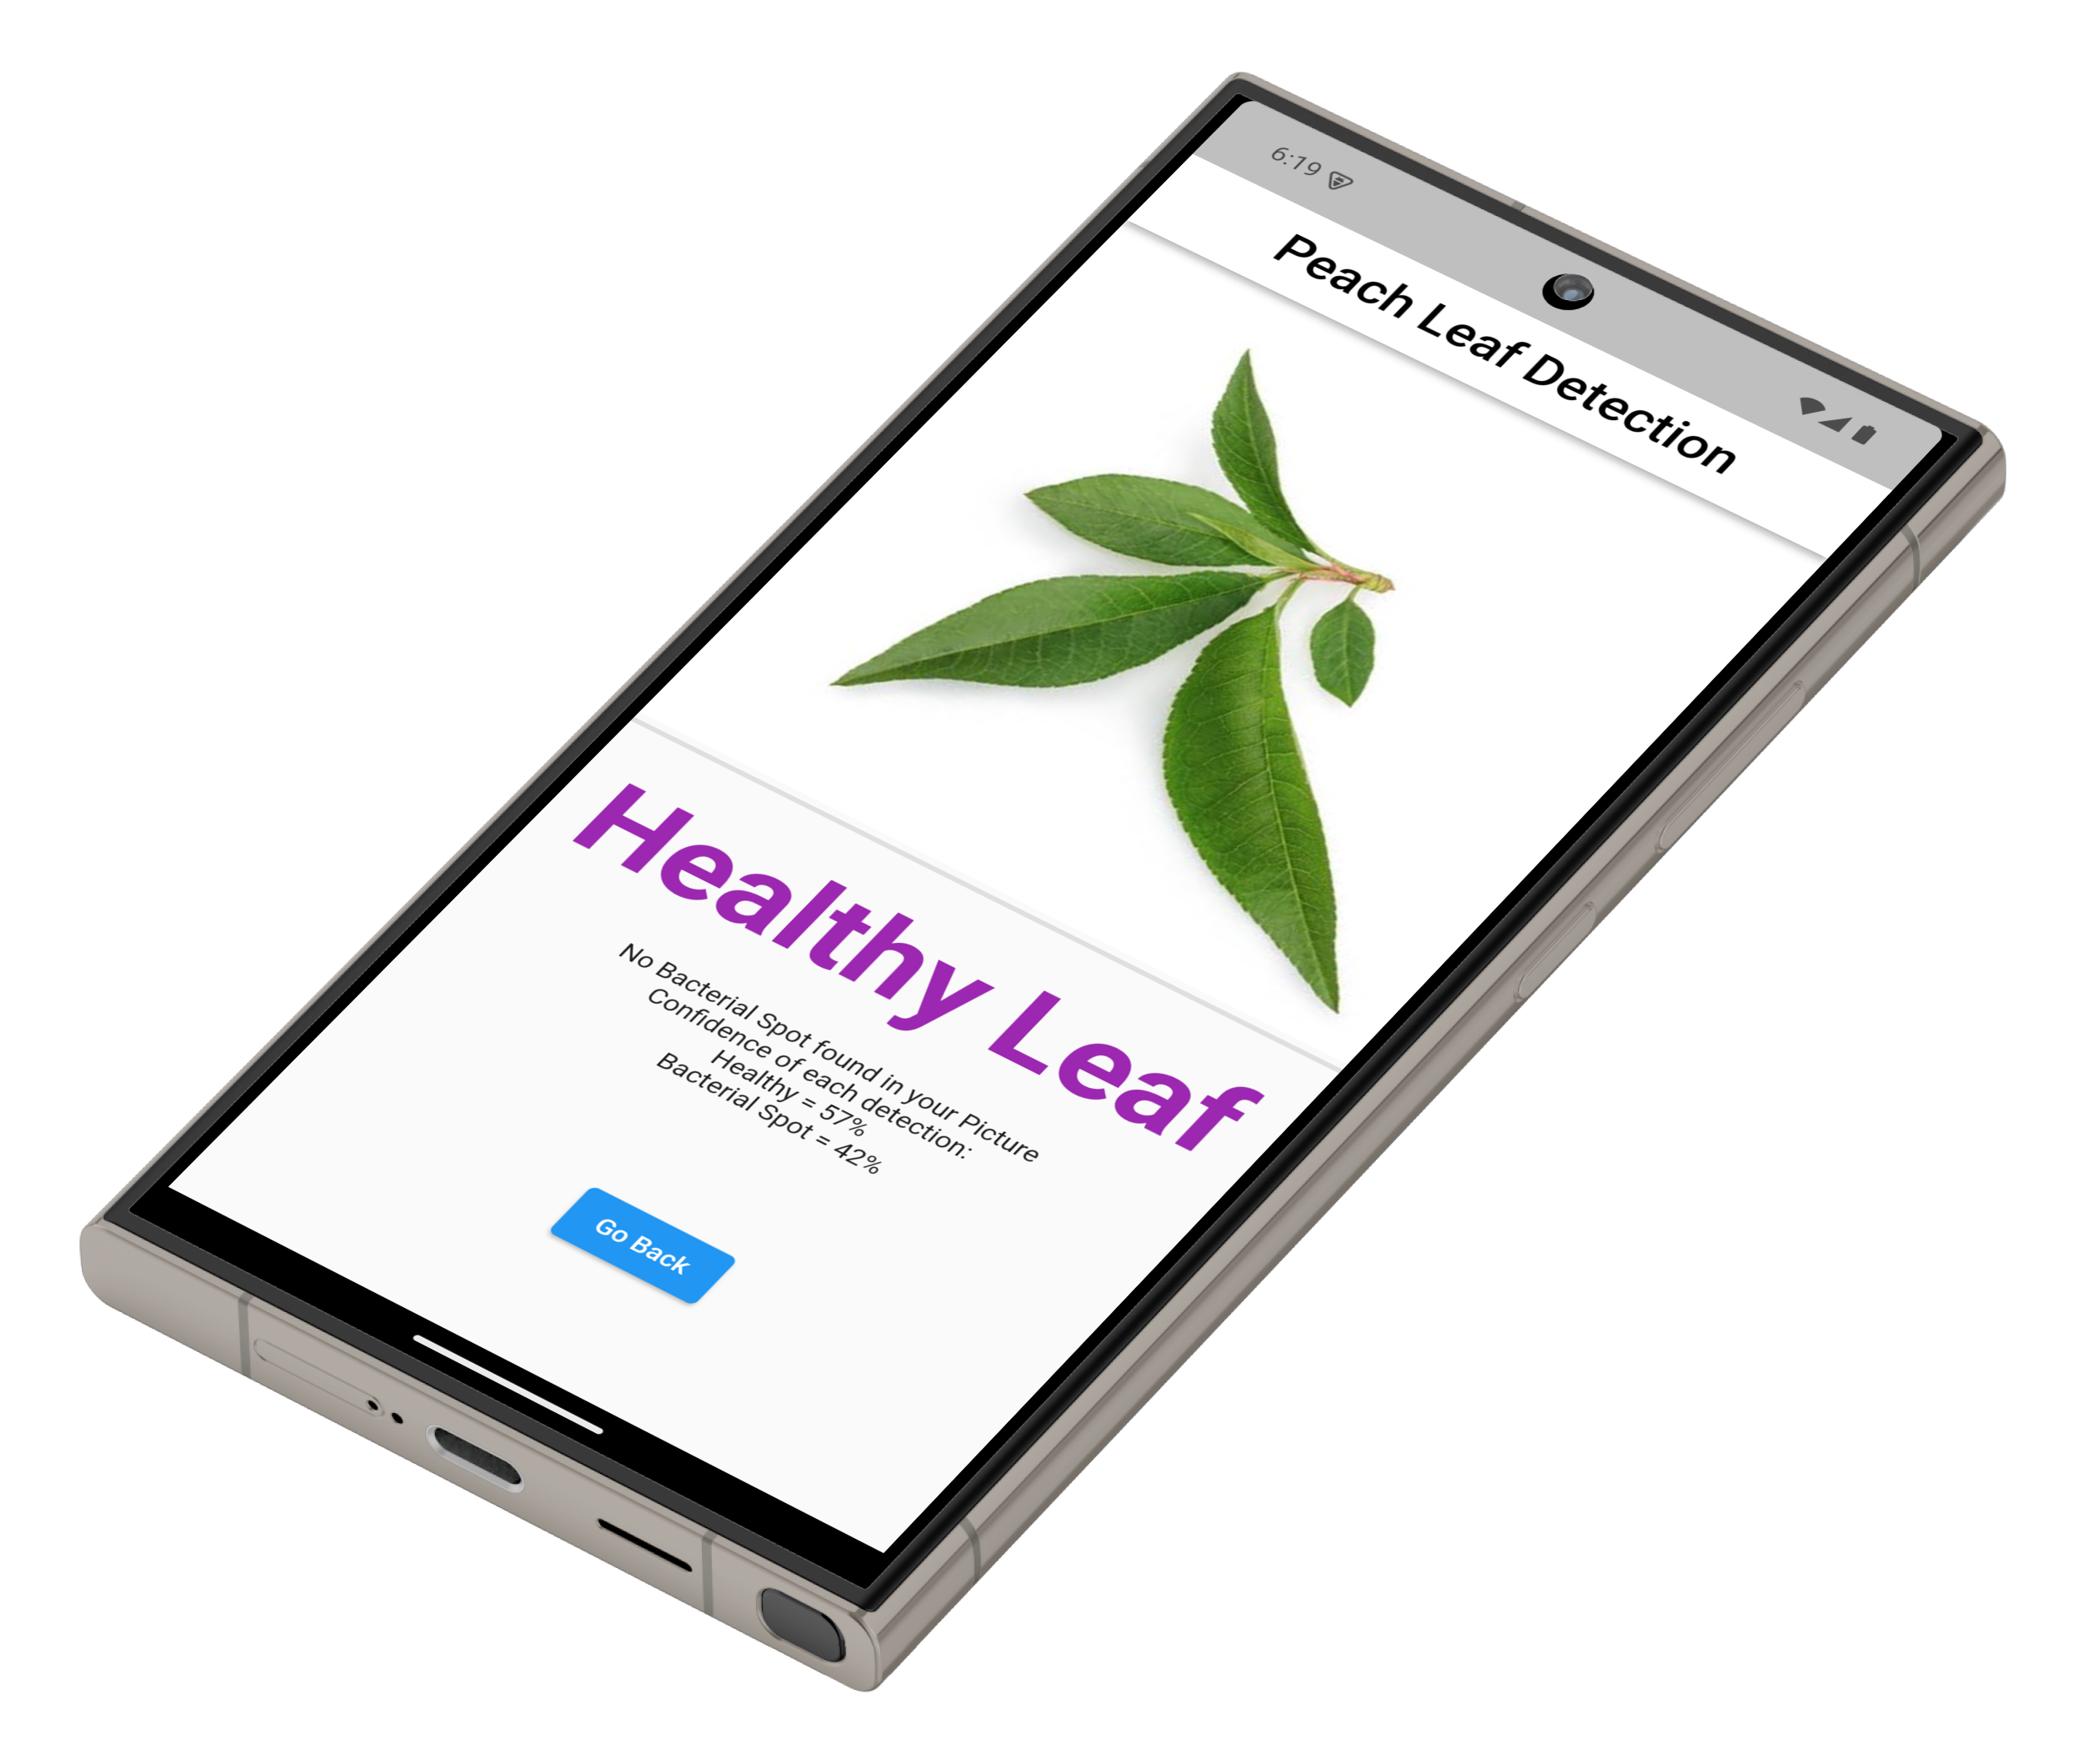 6:19
Peach Leaf Detection
Healthy Leaf
No Bacterial Spot found in your Picture
Confidence of each detection:
Healthy = 57%
Bacterial Spot = 42%
Go Back